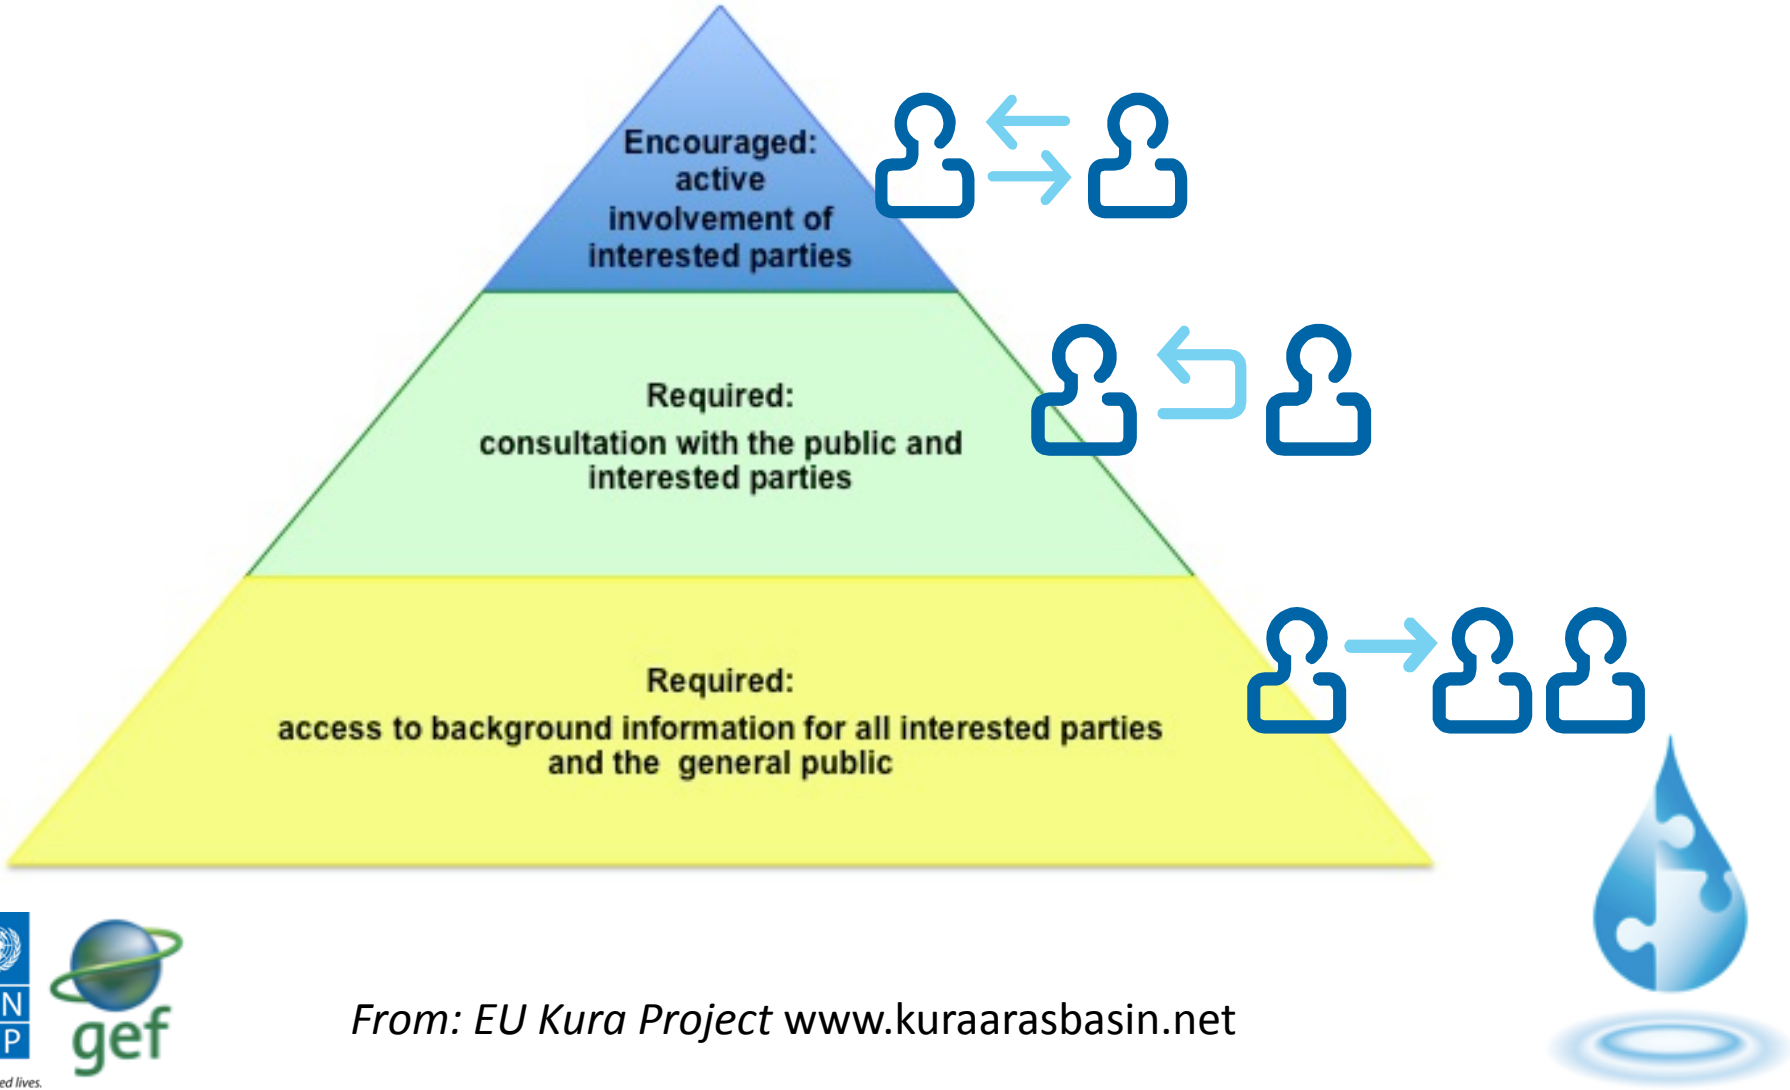 Encouraged:
active
involvement of
interested parties
Required:
consultation with the public and
interested parties
Required:
access to background information for all interested parties
and the general public
N
P
ed lives.
gef
From: EU Kura Project www.kuraarasbasin.net